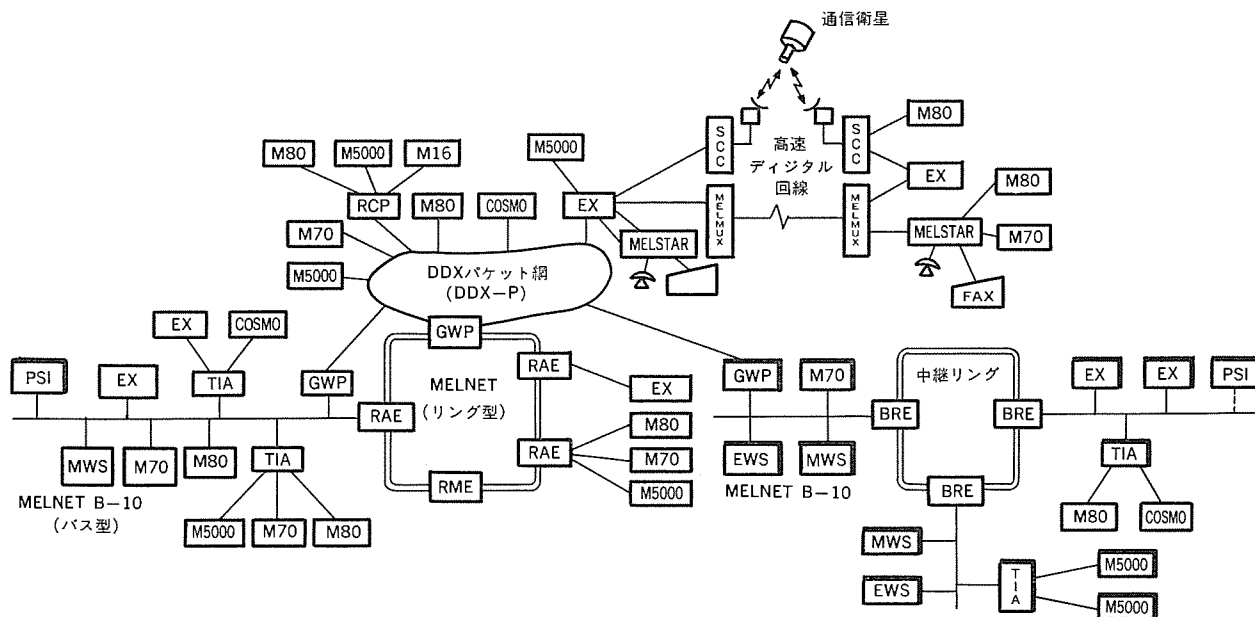 通信衛星
M80
M5000
M16
RCP
M80
COSMO
M70
M5000
M5000
EX
SCC
MELMUX
高速
ディジタル
回線
SCC
MELMUX
M80
EX
M80
MELSTAR
M70
FAX
MELSTAR
DDXパケット網
(DDX-P)
GWP
EX
COSMO
PSI
EX
TIA
GWP
RAE
MELNET
(リング型)
RAE
EX
M80
RAE
M70
M5000
RME
MWS
M70
M80
TIA
MELNET B-10
(バス型)
M5000
M70
M80
GWP
M70
EWS
MWS
MELNET B-10
BRE
中継リング
BRE
BRE
EX
EX
PSI
TIA
M80
COSMO
MWS
EWS
TIA
M5000
M5000